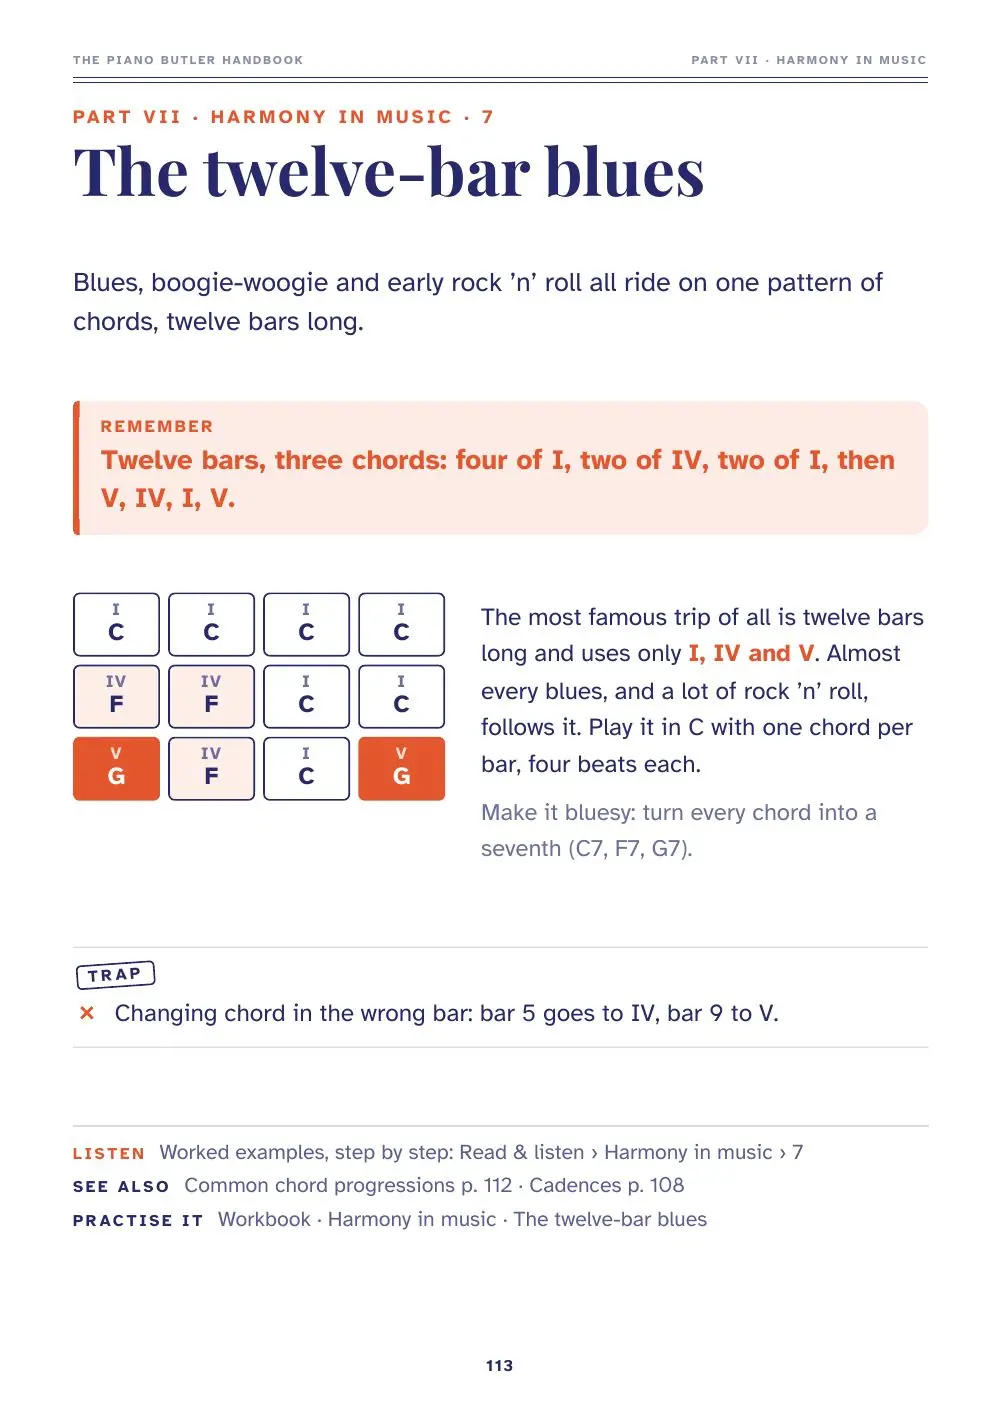 THE PIANO BUTLER HANDBOOK
PART VII · HARMONY IN MUSIC
PART VII · HARMONY IN MUSIC · 7
The twelve-bar blues
Blues, boogie-woogie and early rock ’n’ roll all ride on one pattern of
chords, twelve bars long.
REMEMBER
Twelve bars, three chords: four of I, two of IV, two of I, then
V, IV, I, V.
I I I I
C C C C
IV IV I I
F F C C
V IV I V
G F C G
The most famous trip of all is twelve bars
long and uses only I, IV and V. Almost
every blues, and a lot of rock ’n’ roll,
follows it. Play it in C with one chord per
bar, four beats each.
Make it bluesy: turn every chord into a
seventh (C7, F7, G7).
TRAP
× Changing chord in the wrong bar: bar 5 goes to IV, bar 9 to V.
LISTEN Worked examples, step by step: Read & listen › Harmony in music › 7
SEE ALSO Common chord progressions p. 112 · Cadences p. 108
PRACTISE IT Workbook · Harmony in music · The twelve-bar blues
113